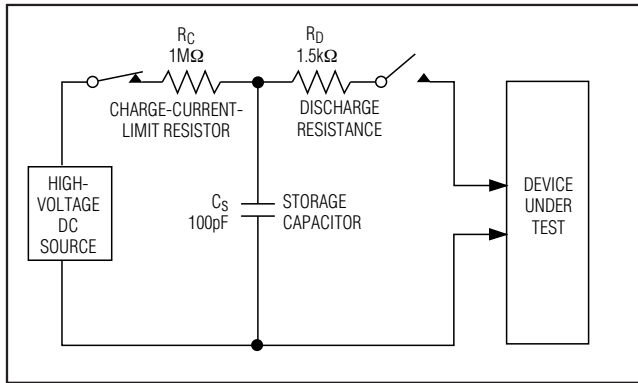 R_C
1MΩ
CHARGE-CURRENT-
LIMIT RESISTOR
R_D
1.5kΩ
DISCHARGE
RESISTANCE
HIGH-
VOLTAGE
DC
SOURCE
C_S
100pF
STORAGE
CAPACITOR
DEVICE
UNDER
TEST